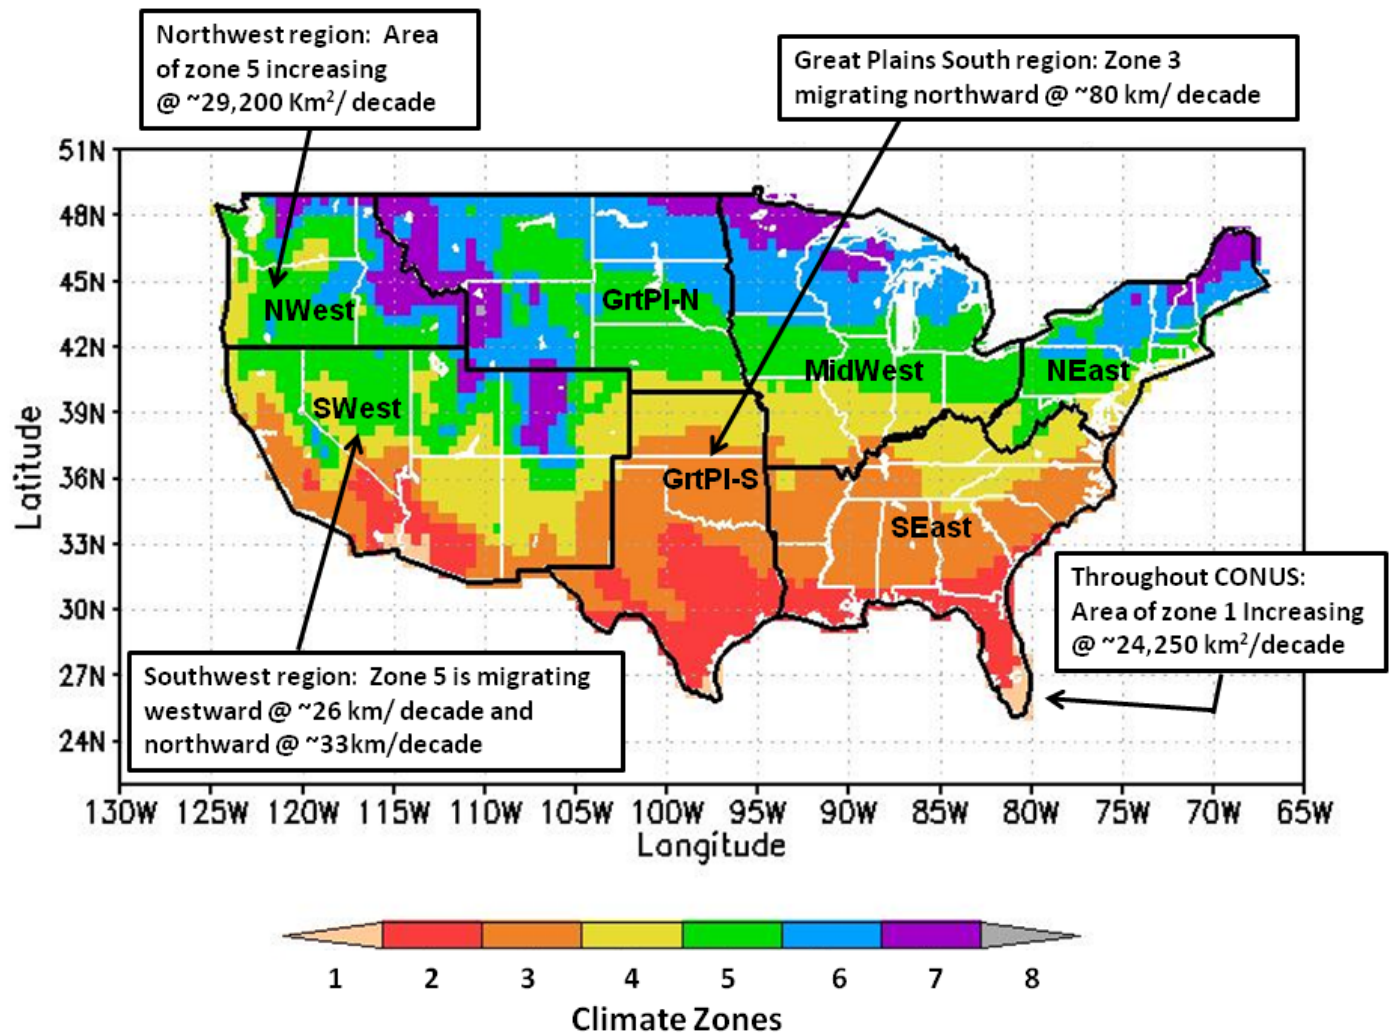 Northwest region:  Area
of zone 5 increasing
@ ~29,200 Km²/ decade
Great Plains South region: Zone 3
migrating northward @ ~80 km/ decade
51N
48N
45N
42N
39N
36N
33N
30N
27N
24N
Latitude
NWest
GrtPl-N
MidWest
NEast
SWest
GrtPl-S
SEast
Throughout CONUS:
Area of zone 1 Increasing
@ ~24,250 km²/decade
Southwest region:  Zone 5 is migrating
westward @ ~26 km/ decade and
northward @ ~33km/decade
130W 125W 120W 115W 110W 105W 100W 95W 90W 85W 80W 75W 70W 65W
Longitude
1 2 3 4 5 6 7 8
Climate Zones